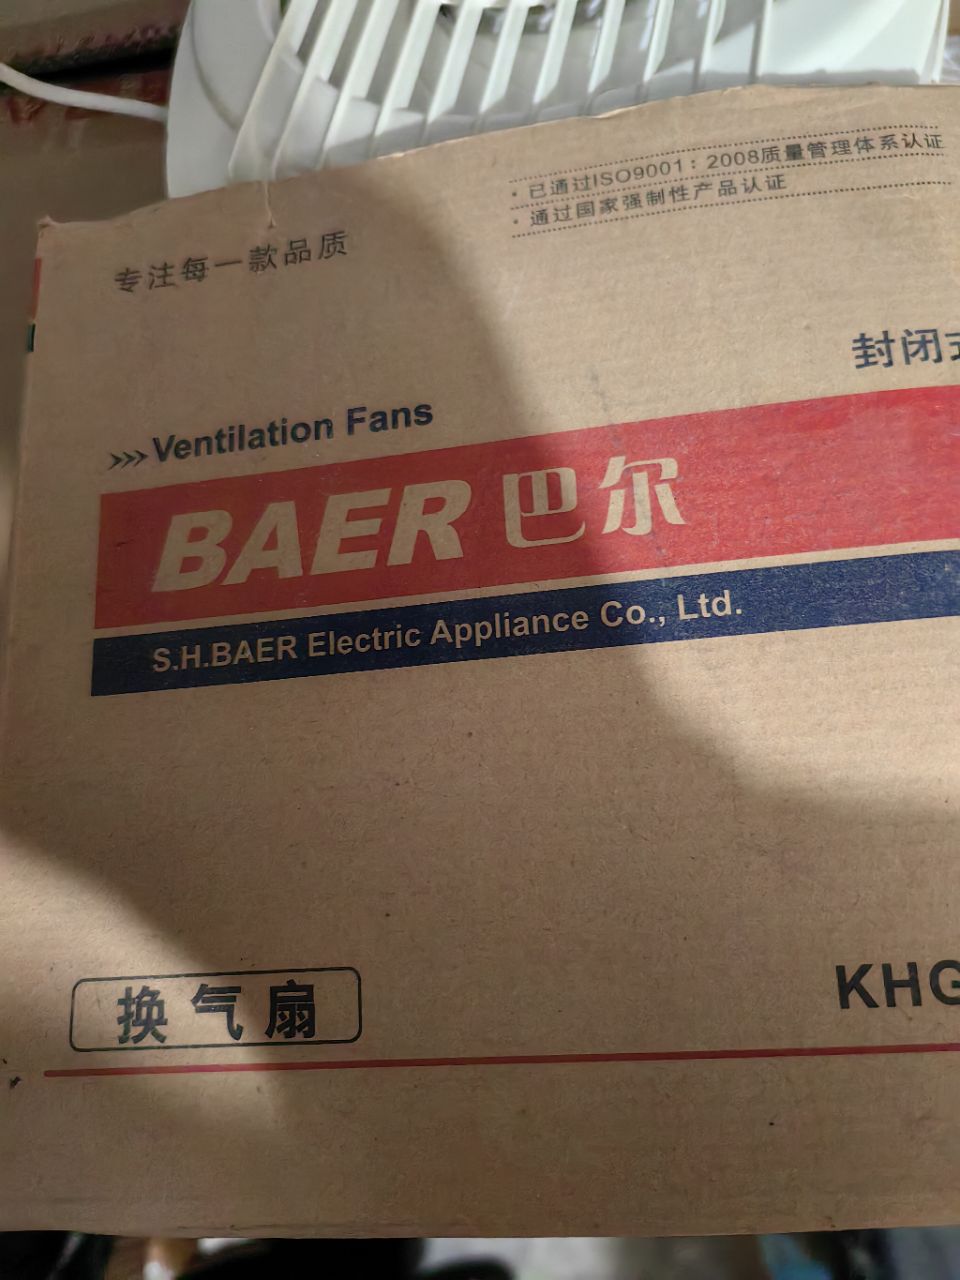 · 已通过ISO9001：2008质量管理体系认证
· 通过国家强制性产品认证
专注每一款品质
封闭
>>>Ventilation Fans
BAER 巴尔
S.H.BAER Electric Appliance Co., Ltd.
换气扇
KHG